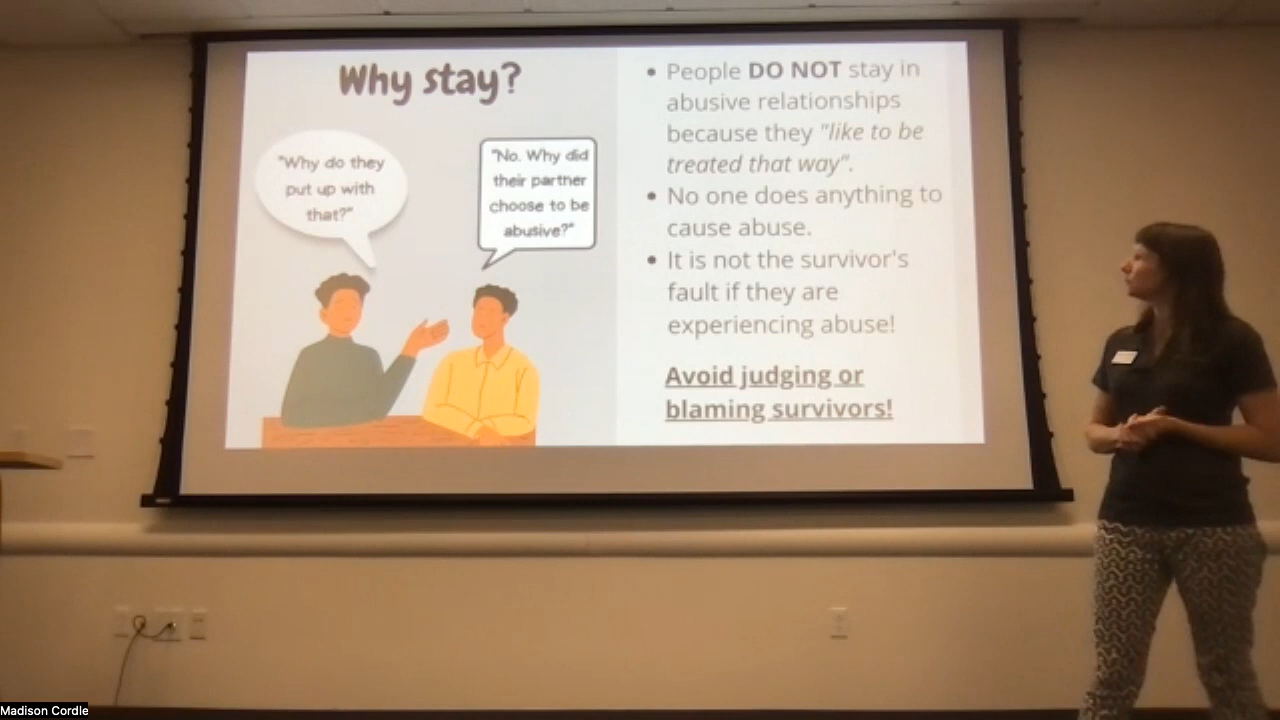 Why stay?
"Why do they
put up with
that?"
"No. Why did
their partner
choose to be
abusive?"
• People DO NOT stay in
abusive relationships
because they "like to be
treated that way".
• No one does anything to
cause abuse.
• It is not the survivor's
fault if they are
experiencing abuse!
Avoid judging or
blaming survivors!
Madison Cordle